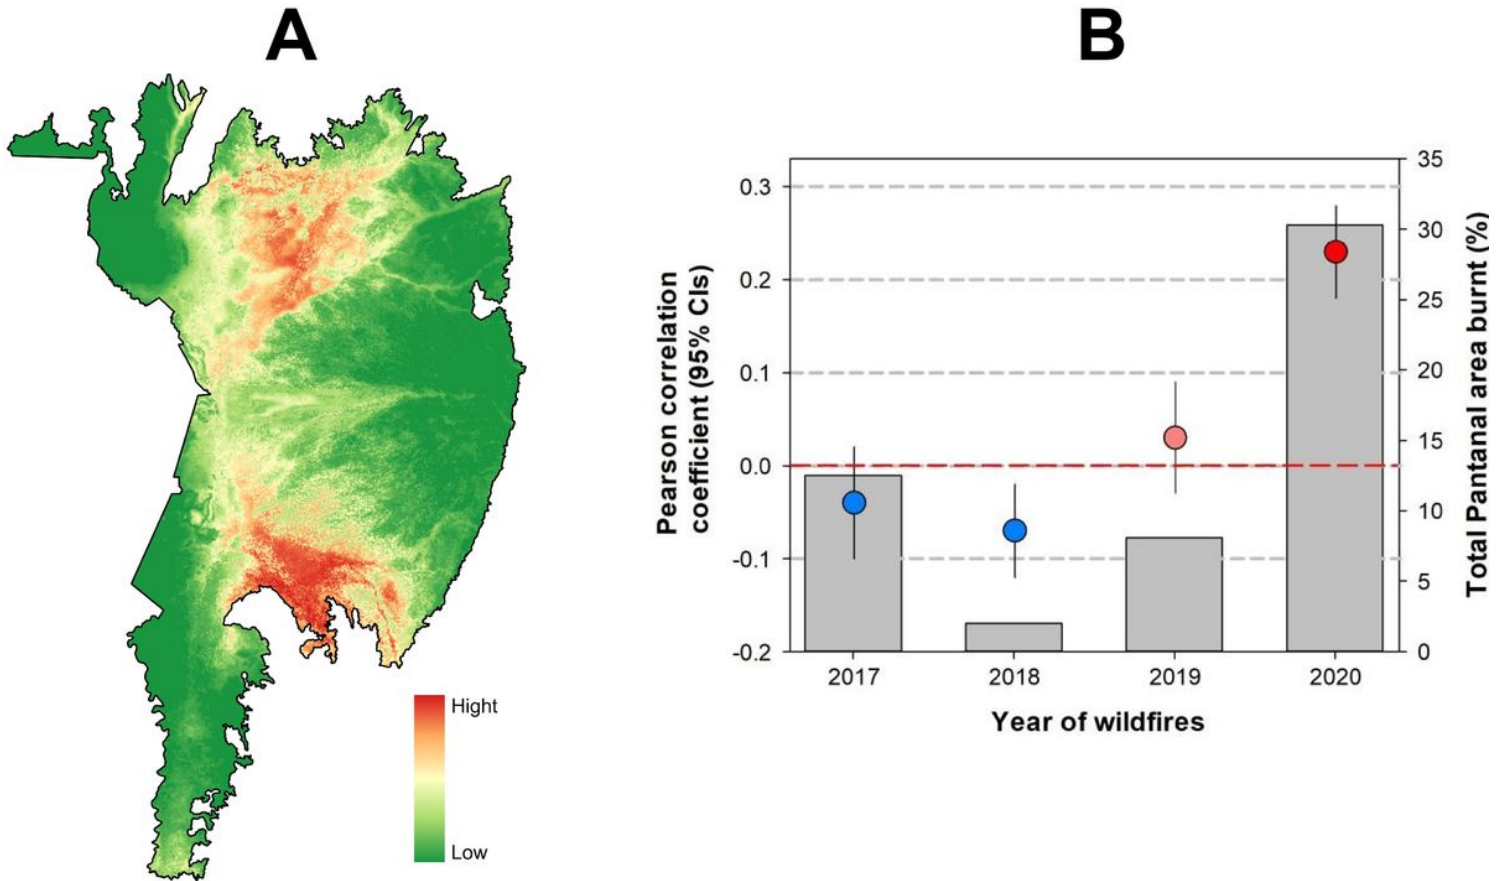 A
B
Hight
Low
Pearson correlation
coefficient (95% CIs)
0.3
0.2
0.1
0.0
-0.1
-0.2
35
30
25
20
15
10
5
0
Total Pantanal area burnt (%)
2017 2018 2019 2020
Year of wildfires